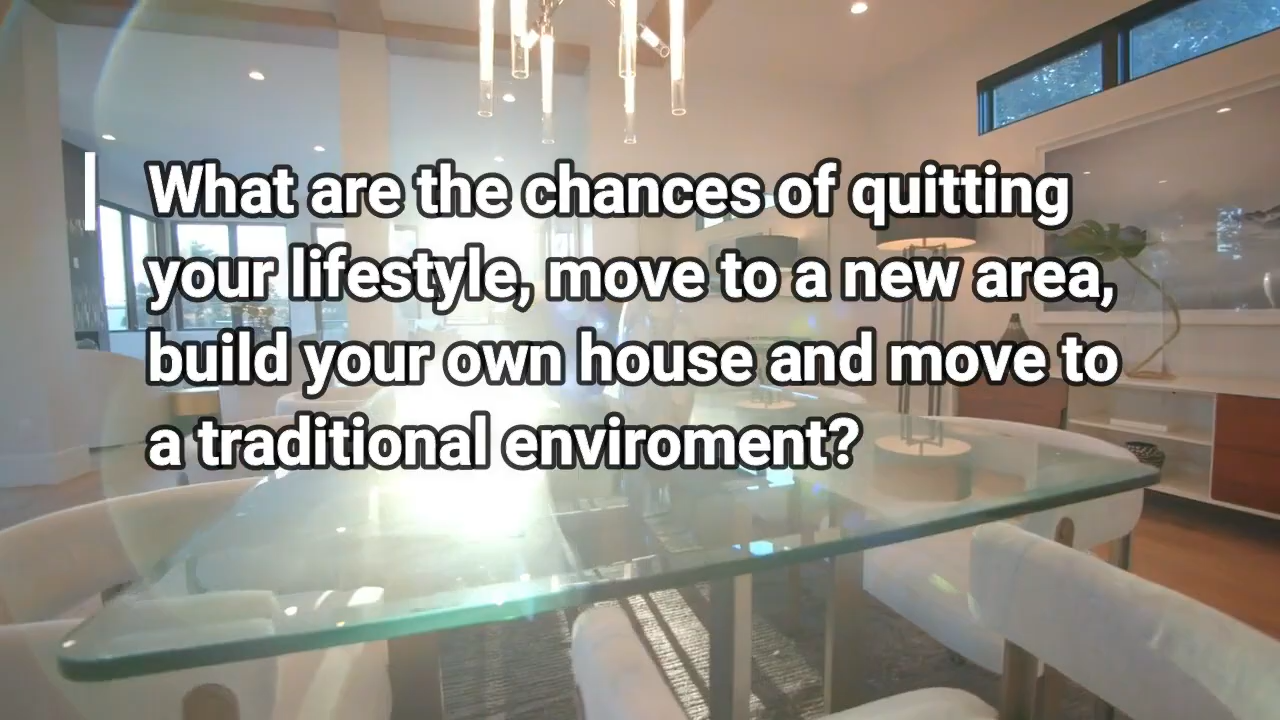 What are the chances of quitting
your lifestyle, move to a new area,
build your own house and move to
a traditional enviroment?